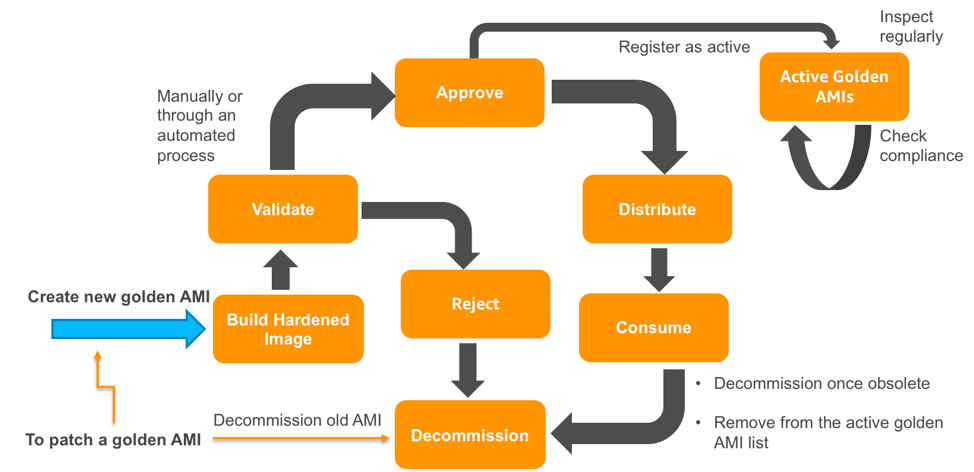 Inspect
regularly
Register as active
Active Golden
AMIs
Approve
Manually or
through an
automated
process
Check
compliance
Validate
Distribute
Create new golden AMI
Build Hardened
Image
Reject
Consume
• Decommission once obsolete
• Remove from the active golden
AMI list
Decommission old AMI
To patch a golden AMI
Decommission